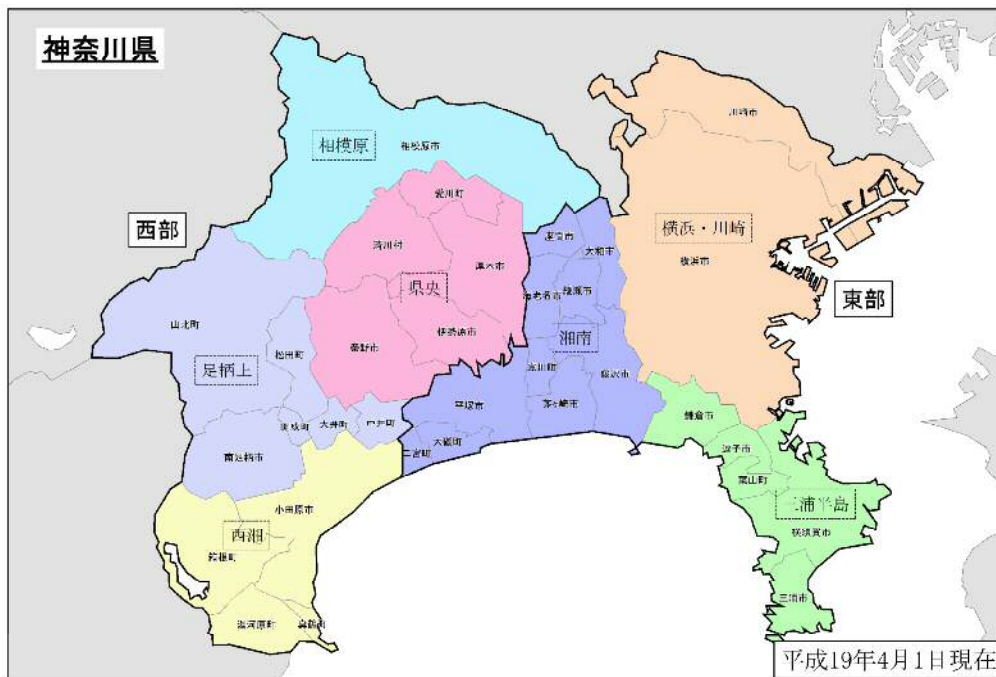 神奈川県
川崎市
相模原
相模原市
愛川町
西部
横浜・川崎
清川村
厚木市
座間市
大和市
横浜市
県央
海老名市
綾瀬市
東部
山北町
秦野市
伊勢原市
湘南
松田町
足柄上
寒川町
藤沢市
平塚市
茅ヶ崎市
鎌倉市
開成町
大井町
中井町
大磯町
二宮町
逗子市
南足柄市
葉山町
三浦半島
小田原市
西湘
横須賀市
箱根町
三浦市
湯河原町
真鶴町
平成19年4月1日現在